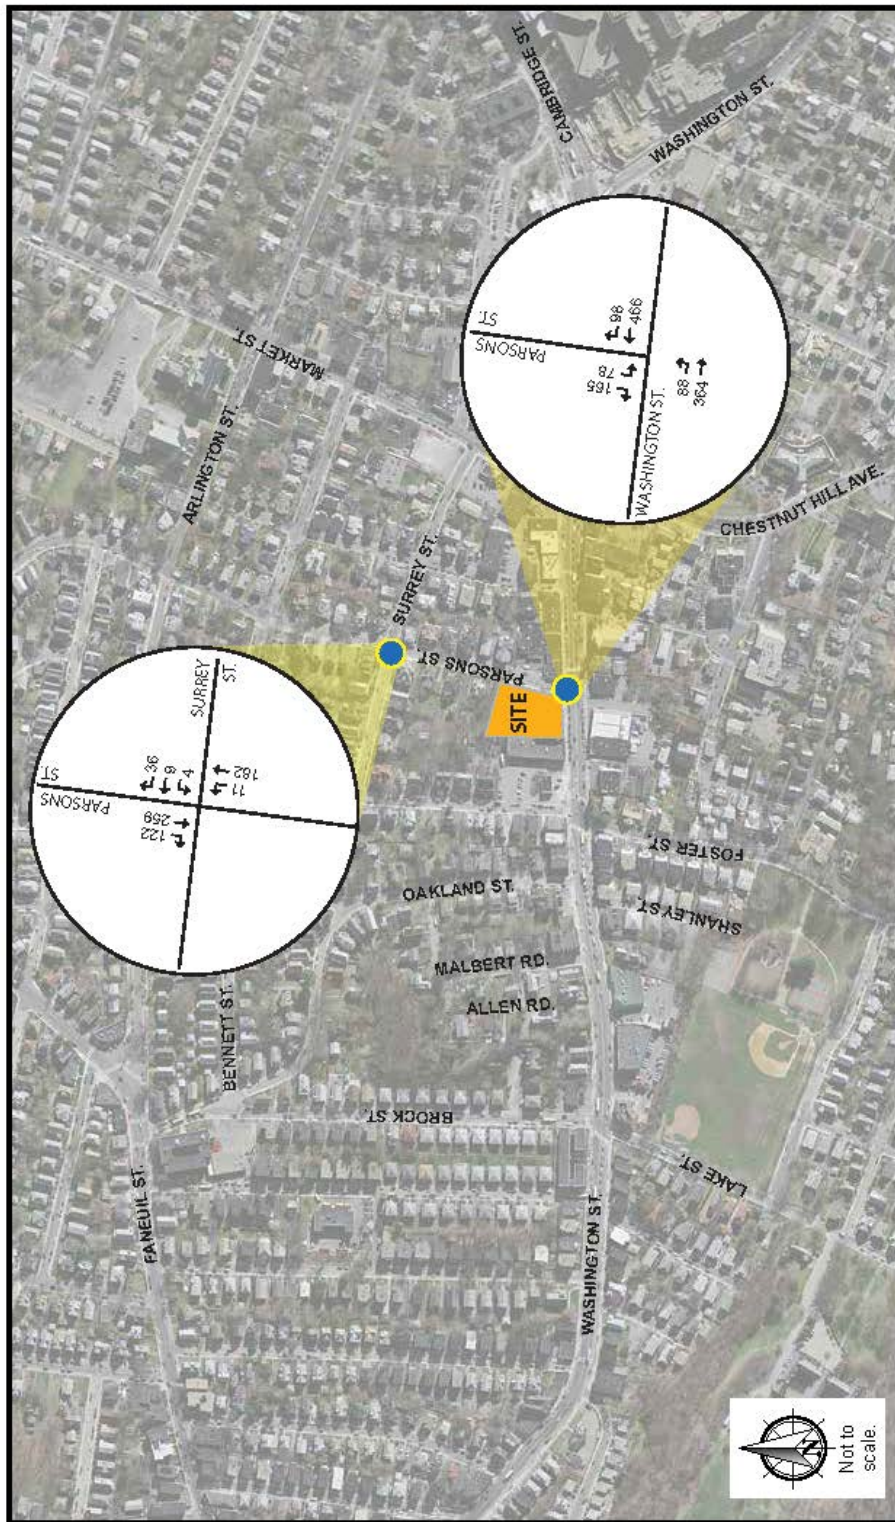 CAMBRIDGE ST.
WASHINGTON ST.
MARKET ST.
ARLINGTON ST.
SURREY ST.
PARSONS ST.
SITE
CHESTNUT HILL AVE.
FOSTER ST.
SHANLEY ST.
OAKLAND ST.
MALBERT RD.
ALLEN RD.
BENNETT ST.
BROCK ST.
FANEUIL ST.
LAKE ST.
WASHINGTON ST.
PARSONS
ST.
SURREY
ST.
122
259
36
9
4
11
182
PARSONS
ST.
WASHINGTON ST.
165
78
98
466
88
364
N
Not to
scale.